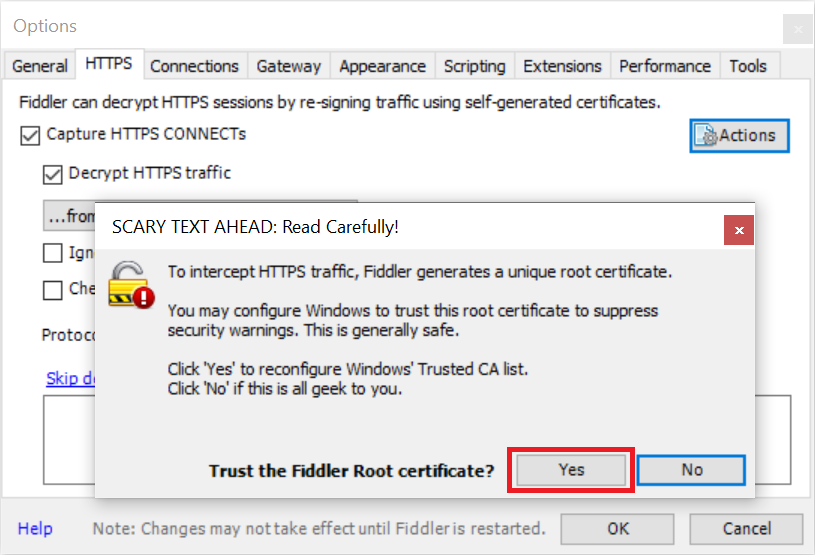 Options
General HTTPS Connections Gateway Appearance Scripting Extensions Performance Tools
Fiddler can decrypt HTTPS sessions by re-signing traffic using self-generated certificates.
Capture HTTPS CONNECTs
Actions
Decrypt HTTPS traffic
...from
SCARY TEXT AHEAD: Read Carefully!
To intercept HTTPS traffic, Fiddler generates a unique root certificate.
You may configure Windows to trust this root certificate to suppress
security warnings. This is generally safe.
Click 'Yes' to reconfigure Windows' Trusted CA list.
Click 'No' if this is all geek to you.
Trust the Fiddler Root certificate? Yes No
Ign
Che
Protoc
Skip d
Help Note: Changes may not take effect until Fiddler is restarted. OK Cancel